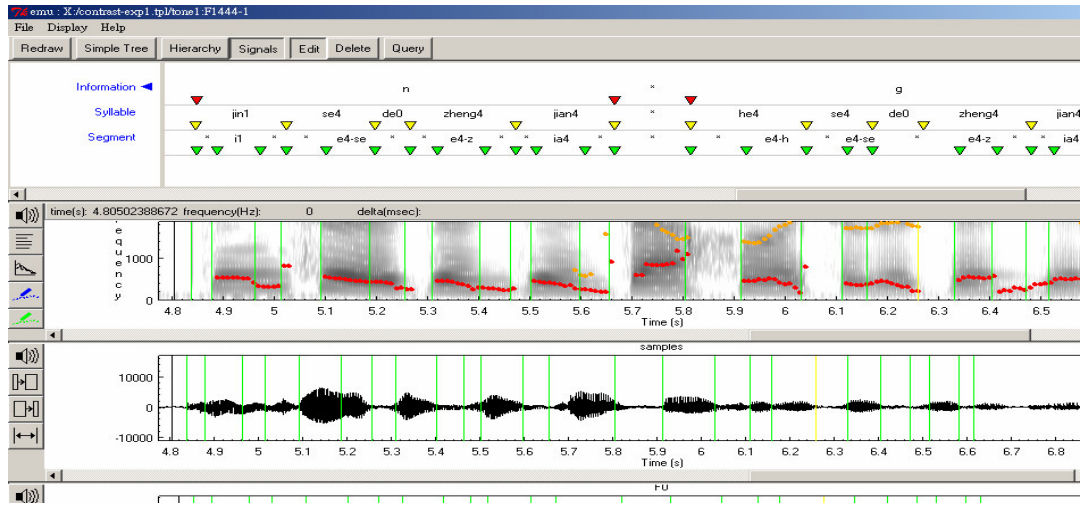 emu : X:/contrast-exp1.tpl/tone1:F1444-1
File Display Help
Redraw Simple Tree Hierarchy Signals Edit Delete Query
Information n * g
Syllable jin1 se4 de0 zheng4 jian4 * he4 se4 de0 zheng4 jian4
Segment * i1 * * e4-se * * e4-z * * ia4 * * e4-h * e4-se * * e4-z * * ia4
time(s): 4.80502388672 frequency(Hz): 0 delta(msec):
equency
1000
0
4.8 4.9 5 5.1 5.2 5.3 5.4 5.5 5.6 5.7 5.8 5.9 6 6.1 6.2 6.3 6.4 6.5
Time (s)
samples
10000
0
-10000
4.8 4.9 5 5.1 5.2 5.3 5.4 5.5 5.6 5.7 5.8 5.9 6 6.1 6.2 6.3 6.4 6.5 6.6 6.7 6.8
Time (s)